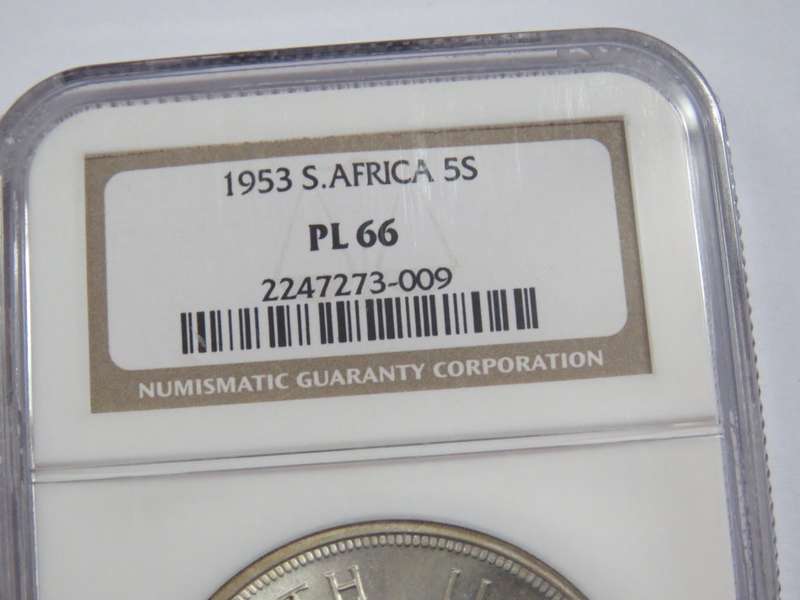 1953 S.AFRICA 5S
PL 66
2247273-009
NUMISMATIC GUARANTY CORPORATION